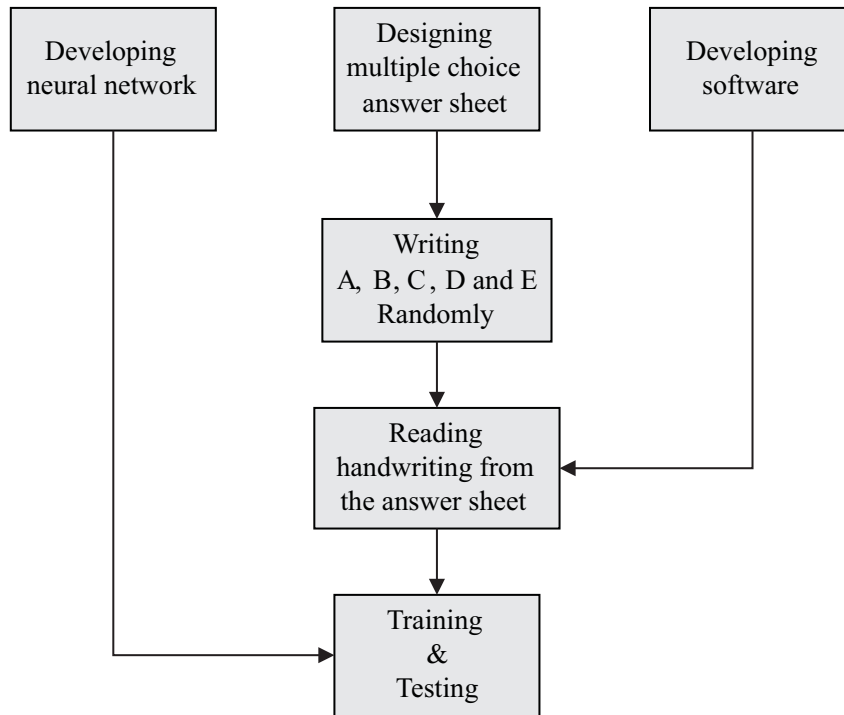 Developing
neural network
Designing
multiple choice
answer sheet
Developing
software
Writing
A, B, C, D and E
Randomly
Reading
handwriting from
the answer sheet
Training
&
Testing